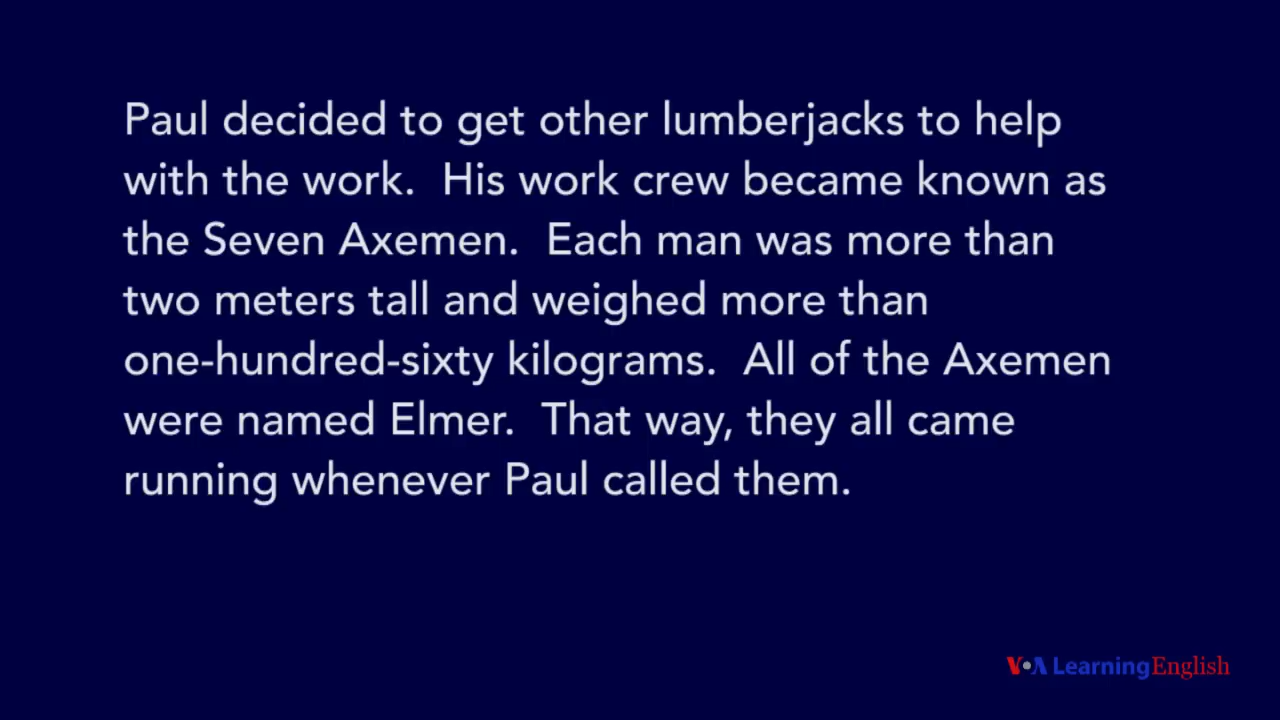 Paul decided to get other lumberjacks to help
with the work.  His work crew became known as
the Seven Axemen.  Each man was more than
two meters tall and weighed more than
one-hundred-sixty kilograms.  All of the Axemen
were named Elmer.  That way, they all came
running whenever Paul called them.
VOA Learning English